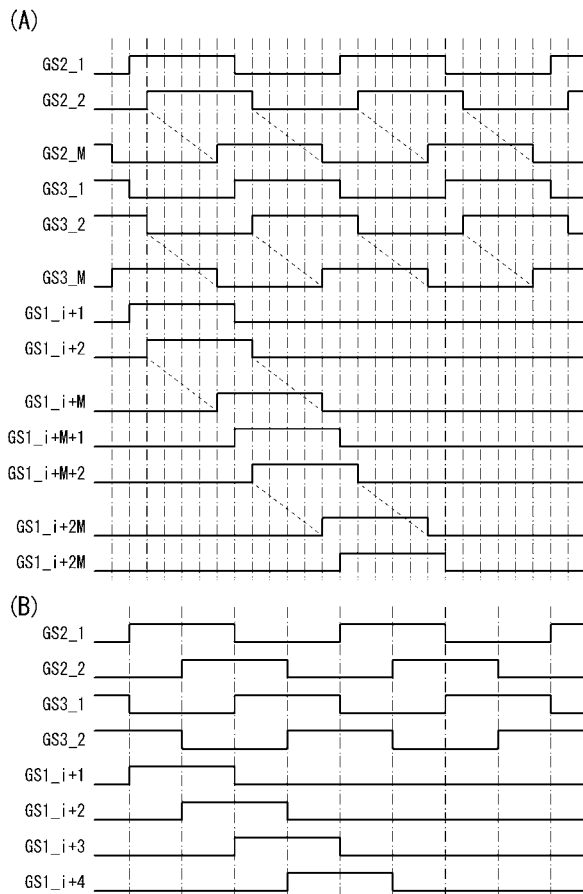 (A)
GS2_1
GS2_2
GS2_M
GS3_1
GS3_2
GS3_M
GS1_i+1
GS1_i+2
GS1_i+M
GS1_i+M+1
GS1_i+M+2
GS1_i+2M
GS1_i+2M
(B)
GS2_1
GS2_2
GS3_1
GS3_2
GS1_i+1
GS1_i+2
GS1_i+3
GS1_i+4